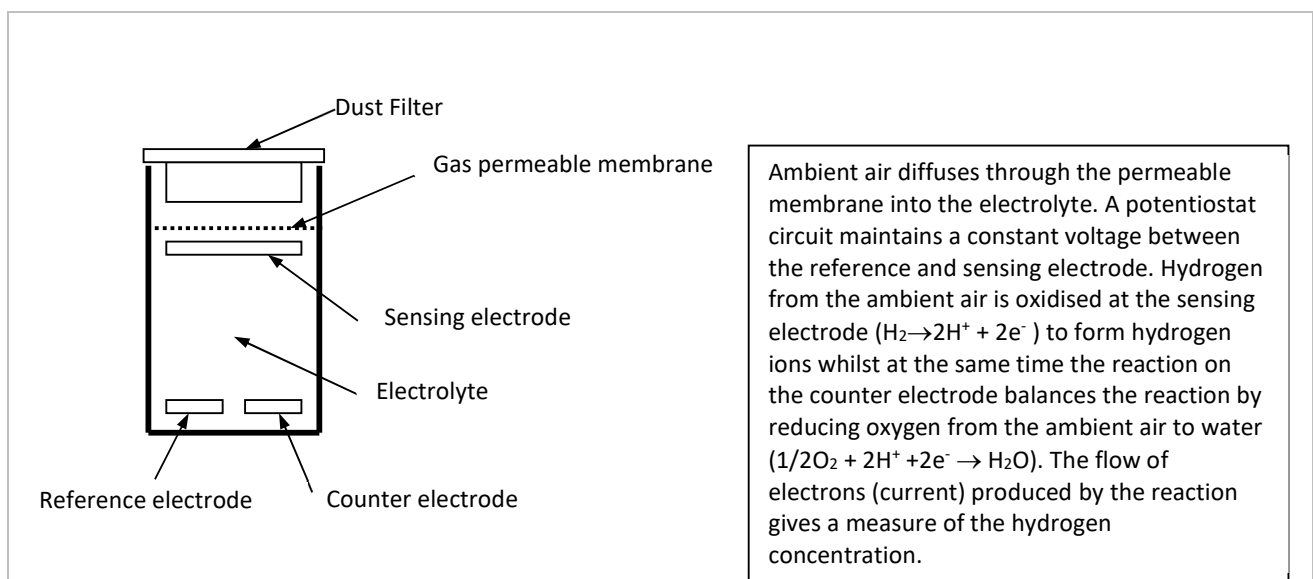 Dust Filter
Gas permeable membrane
Sensing electrode
Electrolyte
Reference electrode
Counter electrode
Ambient air diffuses through the permeable
membrane into the electrolyte. A potentiostat
circuit maintains a constant voltage between
the reference and sensing electrode. Hydrogen
from the ambient air is oxidised at the sensing
electrode (H₂→2H⁺ + 2e⁻ ) to form hydrogen
ions whilst at the same time the reaction on
the counter electrode balances the reaction by
reducing oxygen from the ambient air to water
(1/2O₂ + 2H⁺ +2e⁻ → H₂O). The flow of
electrons (current) produced by the reaction
gives a measure of the hydrogen
concentration.